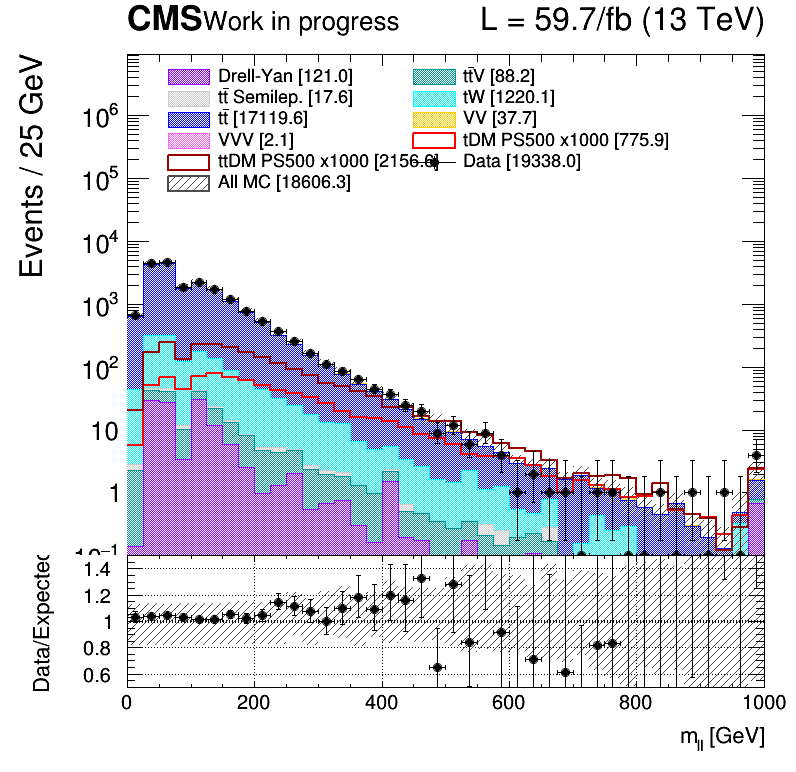 CMS Work in progress L = 59.7/fb (13 TeV)
Events / 25 GeV
Drell-Yan [121.0] tt̄V [88.2]
tt̄ Semilep. [17.6] tW [1220.1]
tt̄ [17119.6] VV [37.7]
VVV [2.1] tDM PS500 x1000 [775.9]
ttDM PS500 x1000 [2156.6] Data [19338.0]
All MC [18606.3]
10⁶
10⁵
10⁴
10³
10²
10
1
10⁻¹
Data/Expected
1.4
1.2
1
0.8
0.6
0 200 400 600 800 1000
m_ll [GeV]